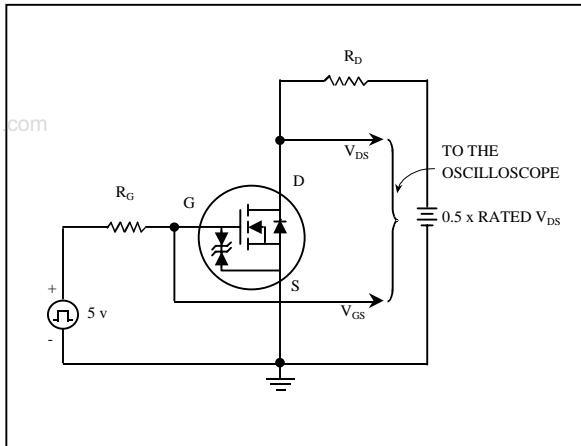 R_D
.com
V_DS
TO THE
OSCILLOSCOPE
D
R_G
G
0.5 x RATED V_DS
S
+
5 v
V_GS
-